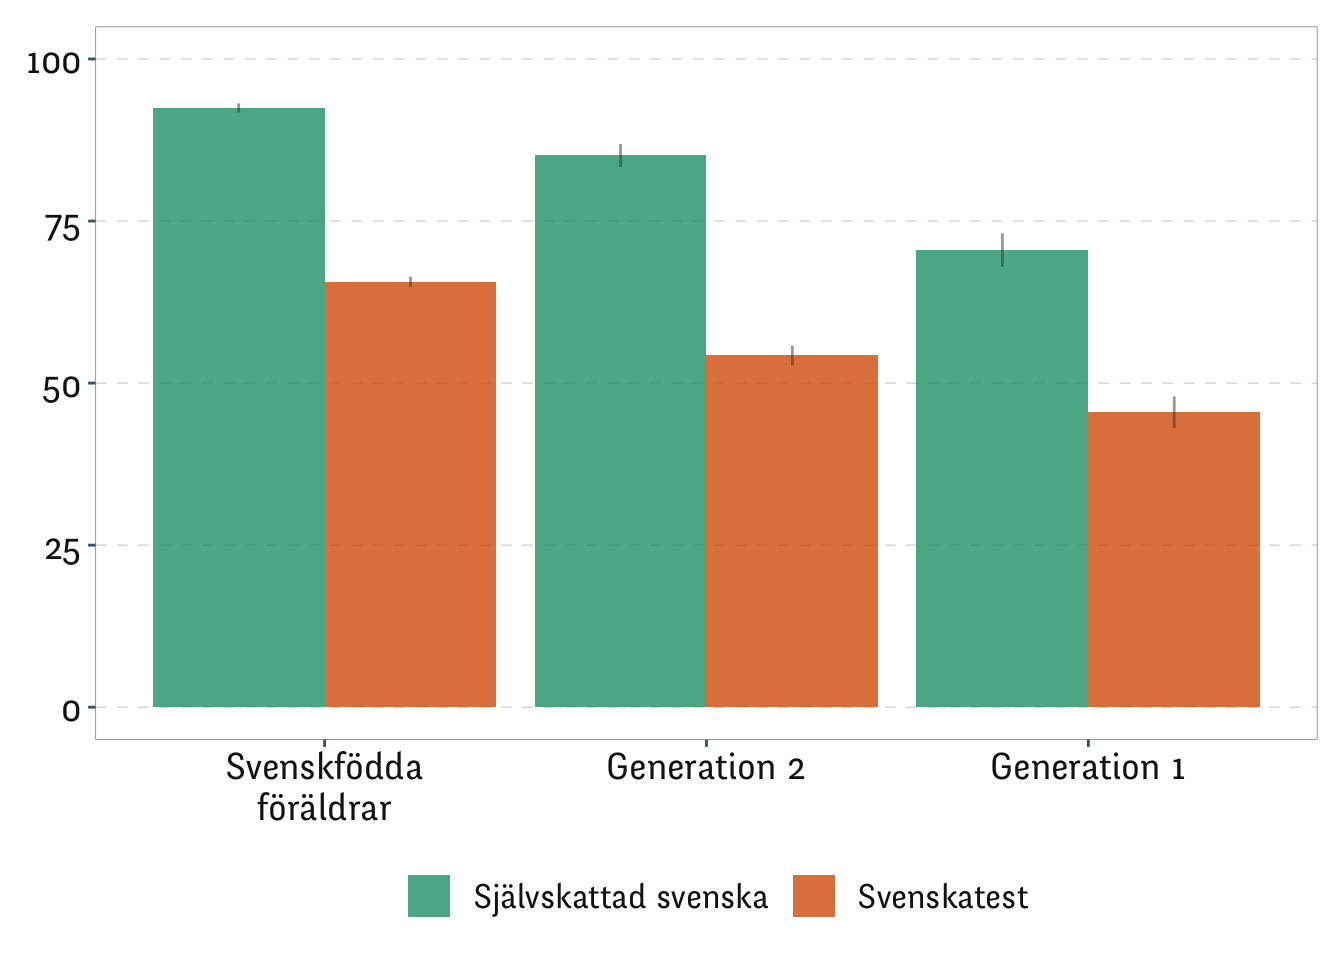 100
75
50
25
0
Svenskfödda
föräldrar
Generation 2
Generation 1
Självskattad svenska
Svenskatest